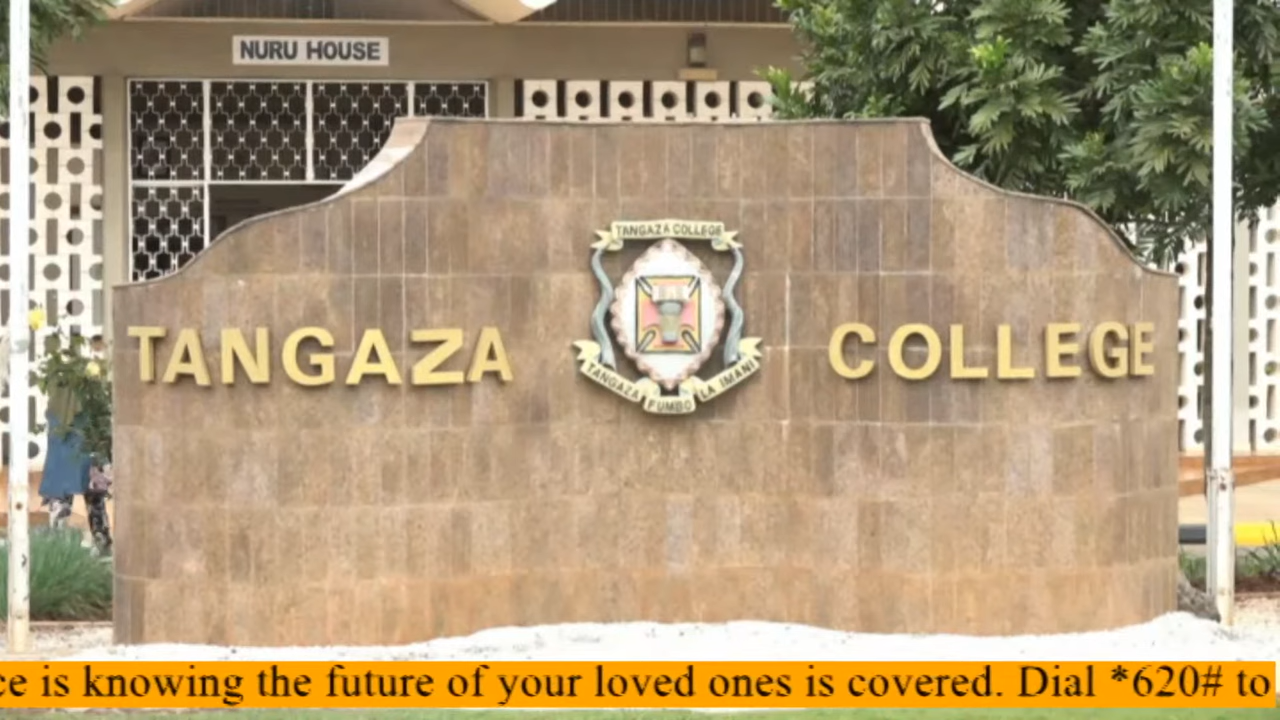 NURU HOUSE
TANGAZA COLLEGE
TANGAZA COLLEGE
TANGAZA FUMBO LA IMANI
ce is knowing the future of your loved ones is covered. Dial *620# to